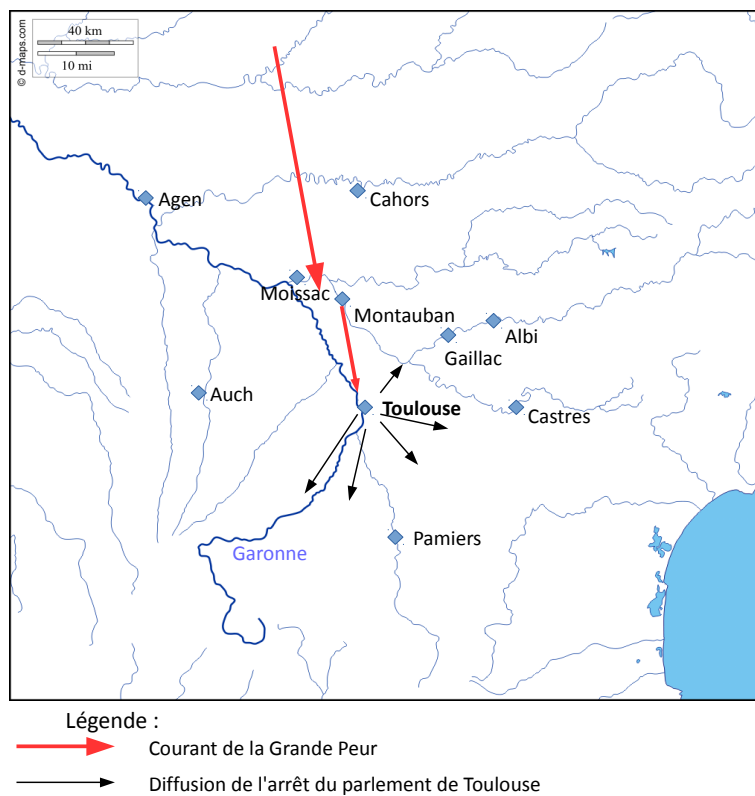 40 km
10 mi
© d-maps.com
Agen
Cahors
Moissac
Montauban
Albi
Gaillac
Auch
Toulouse
Castres
Garonne
Pamiers
Légende :
Courant de la Grande Peur
Diffusion de l'arrêt du parlement de Toulouse